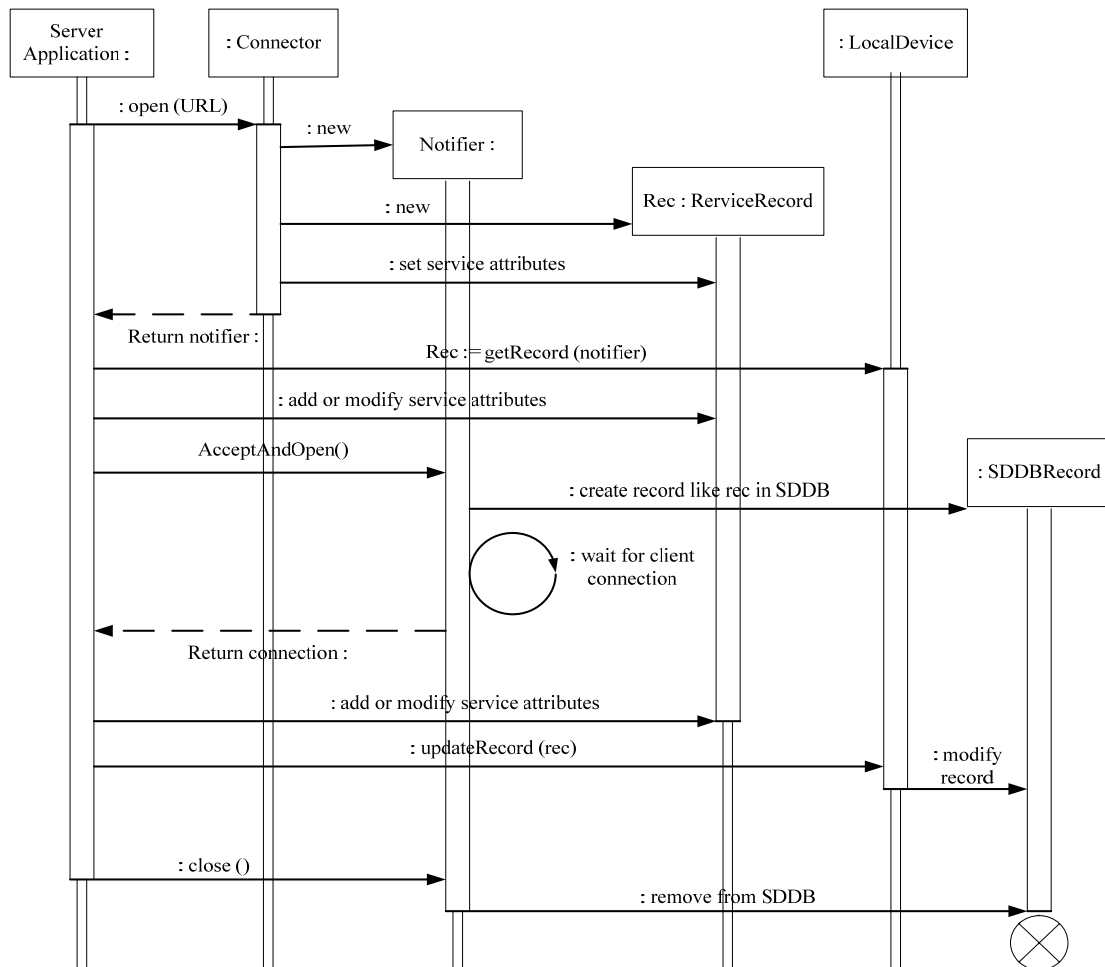 Server
Application :
: Connector
: LocalDevice
: open (URL)
: new
Notifier :
Rec : RerviceRecord
: new
: set service attributes
Return notifier :
Rec := getRecord (notifier)
: add or modify service attributes
AcceptAndOpen()
: SDDBRecord
: create record like rec in SDDB
: wait for client
connection
Return connection :
: add or modify service attributes
: updateRecord (rec)
: modify
record
: close ()
: remove from SDDB